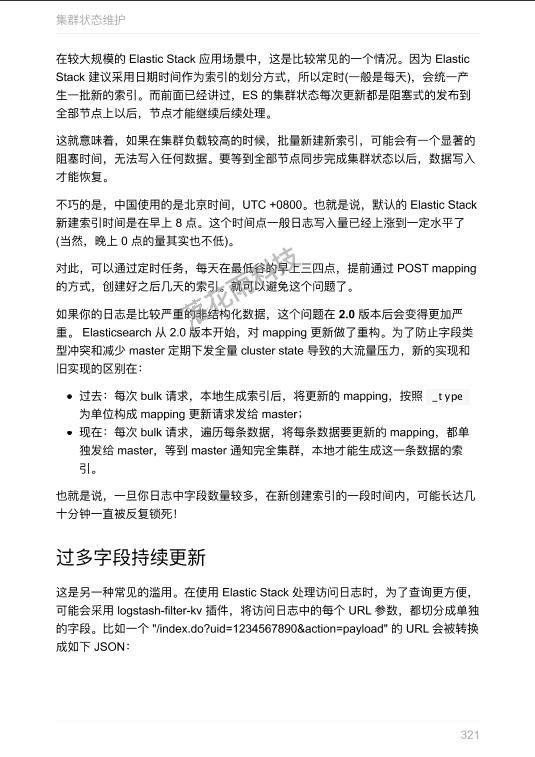 集群状态维护
在较大规模的 Elastic Stack 应用场景中，这是比较常见的一个情况。因为 Elastic
Stack 建议采用日期时间作为索引的划分方式，所以定时(一般是每天)，会统一产
生一批新的索引。而前面已经讲过，ES 的集群状态每次更新都是阻塞式的发布到
全部节点上以后，节点才能继续后续处理。
这就意味着，如果在集群负载较高的时候，批量新建新索引，可能会有一个显著的
阻塞时间，无法写入任何数据。要等到全部节点同步完成集群状态以后，数据写入
才能恢复。
不巧的是，中国使用的是北京时间，UTC +0800。也就是说，默认的 Elastic Stack
新建索引时间是在早上 8 点。这个时间点一般日志写入量已经上涨到一定水平了
(当然，晚上 0 点的量其实也不低)。
对此，可以通过定时任务，每天在最低谷的早上三四点，提前通过 POST mapping
的方式，创建好之后几天的索引。就可以避免这个问题了。
落花雨科技
如果你的日志是比较严重的非结构化数据，这个问题在 2.0 版本后会变得更加严
重。 Elasticsearch 从 2.0 版本开始，对 mapping 更新做了重构。为了防止字段类
型冲突和减少 master 定期下发全量 cluster state 导致的大流量压力，新的实现和
旧实现的区别在：
● 过去：每次 bulk 请求，本地生成索引后，将更新的 mapping，按照 _type
为单位构成 mapping 更新请求发给 master；
● 现在：每次 bulk 请求，遍历每条数据，将每条数据要更新的 mapping，都单
独发给 master，等到 master 通知完全集群，本地才能生成这一条数据的索
引。
也就是说，一旦你日志中字段数量较多，在新创建索引的一段时间内，可能长达几
十分钟一直被反复锁死！
过多字段持续更新
这是另一种常见的滥用。在使用 Elastic Stack 处理访问日志时，为了查询更方便，
可能会采用 logstash-filter-kv 插件，将访问日志中的每个 URL 参数，都切分成单独
的字段。比如一个 "/index.do?uid=1234567890&action=payload" 的 URL 会被转换
成如下 JSON：
321